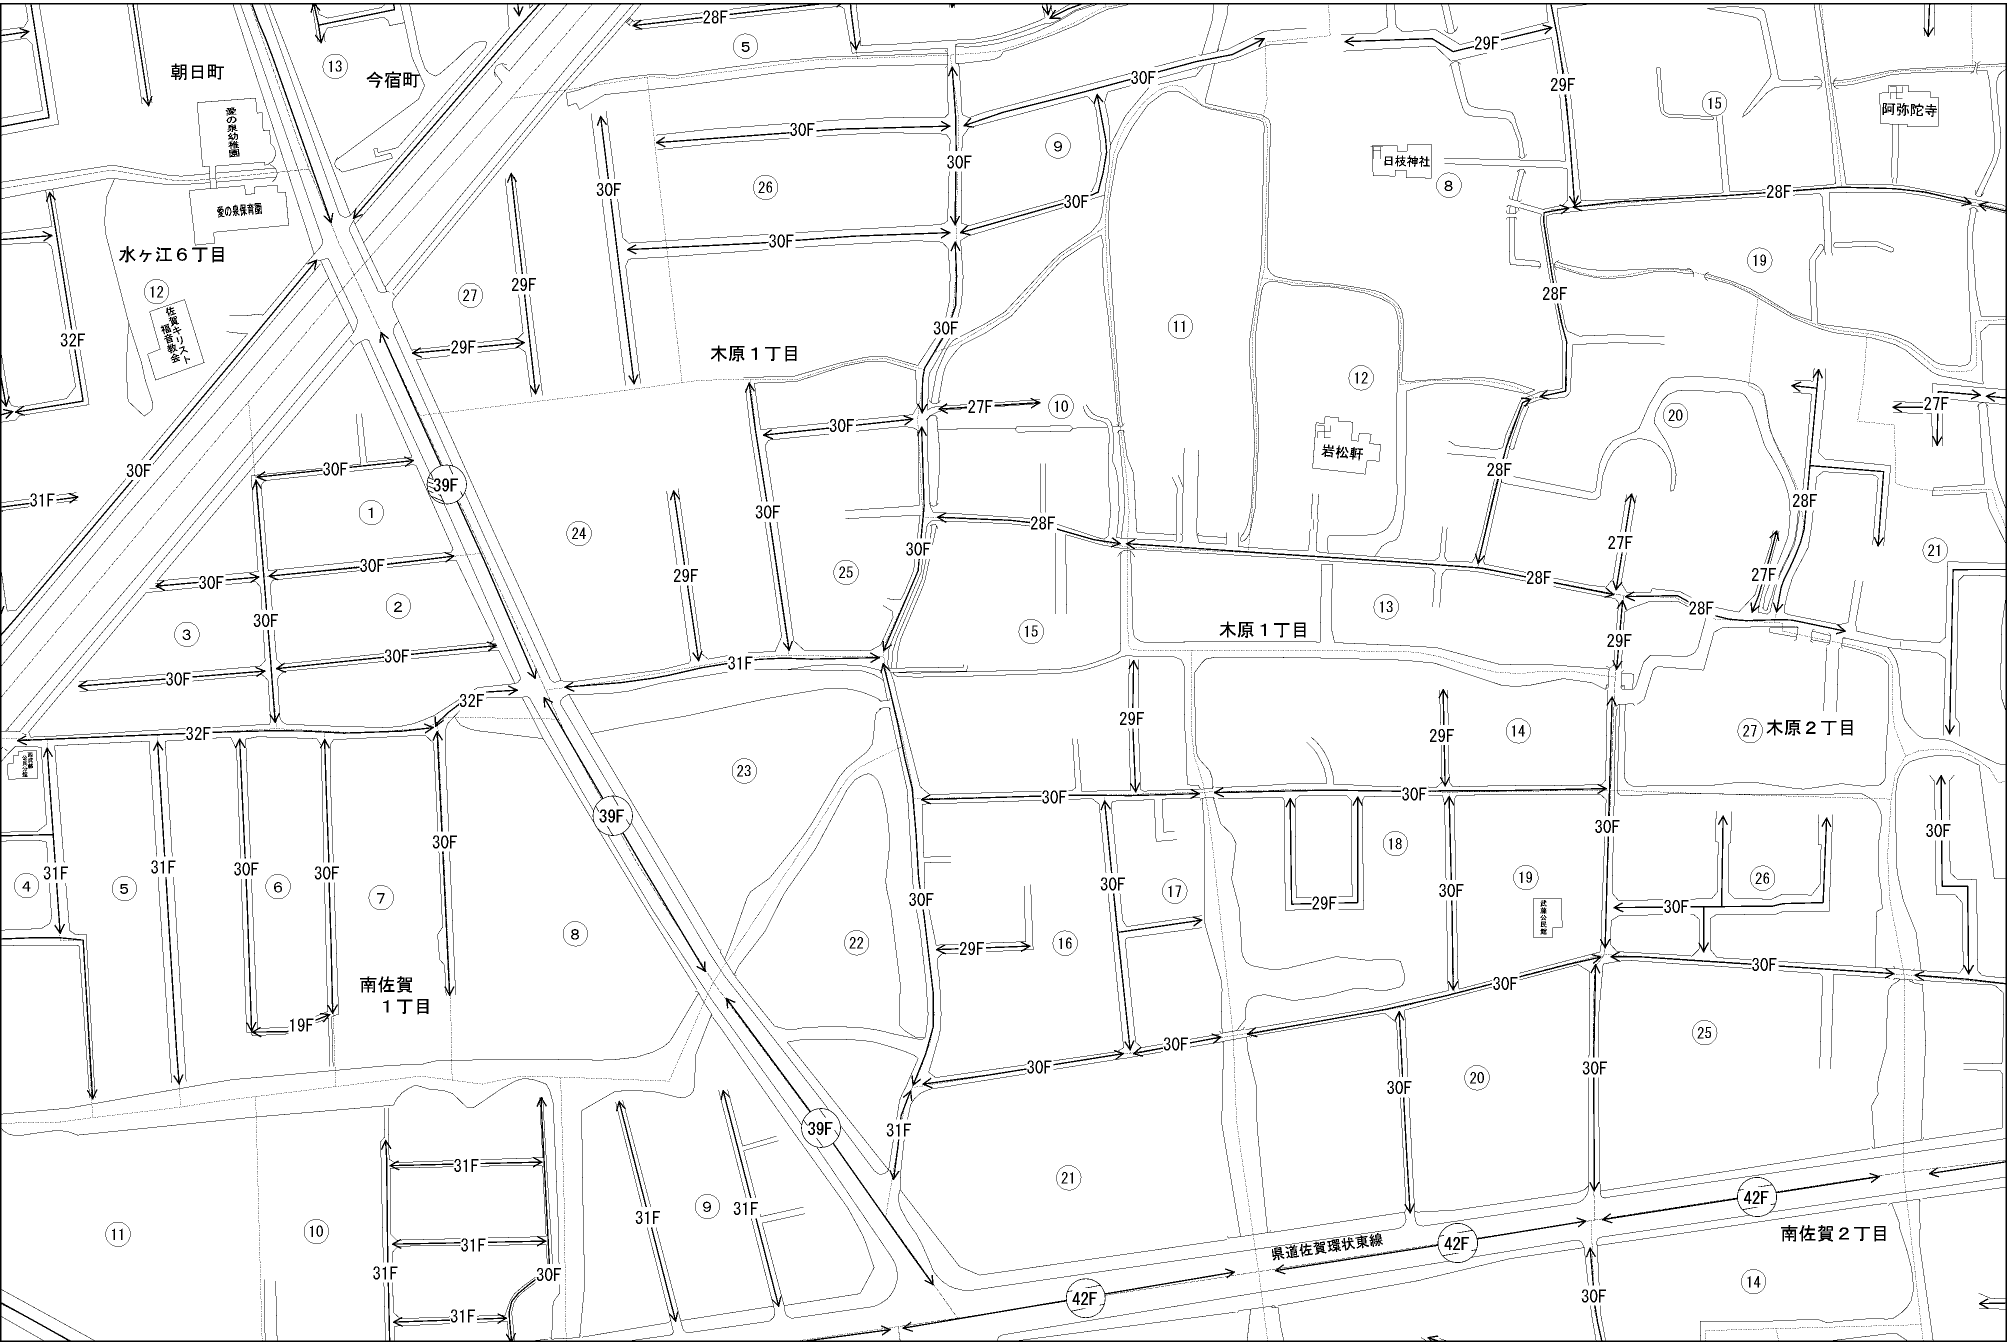 28F
5
29F
13
朝日町
今宿町
30F
29F
15
阿弥陀寺
愛の泉幼稚園
30F
9
30F
日枝神社
26
30F
8
28F
30F
愛の泉保育園
30F
水ヶ江6丁目
19
12
27
29F
28F
佐賀キリスト
福音教会
30F
11
32F
29F
木原1丁目
12
27F
10
20
27F
30F
岩松軒
30F
30F
28F
39F
31F
1
30F
28F
28F
24
30F
27F
21
30F
30F
29F
25
28F
27F
2
13
28F
30F
3
15
木原1丁目
29F
30F
31F
30F
32F
29F
14
木原2丁目
27
32F
29F
23
30F
30F
39F
30F
30F
30F
18
31F
31F
30F
30F
4
5
6
7
30F
17
30F
19
26
30F
29F
30F
武藤公民館
8
22
16
29F
30F
南佐賀
1丁目
30F
19F
30F
25
30F
30F
20
30F
39F
31F
31F
21
42F
9
31F
31F
11
10
31F
南佐賀2丁目
県道佐賀環状東線
42F
31F
30F
14
42F
30F
31F